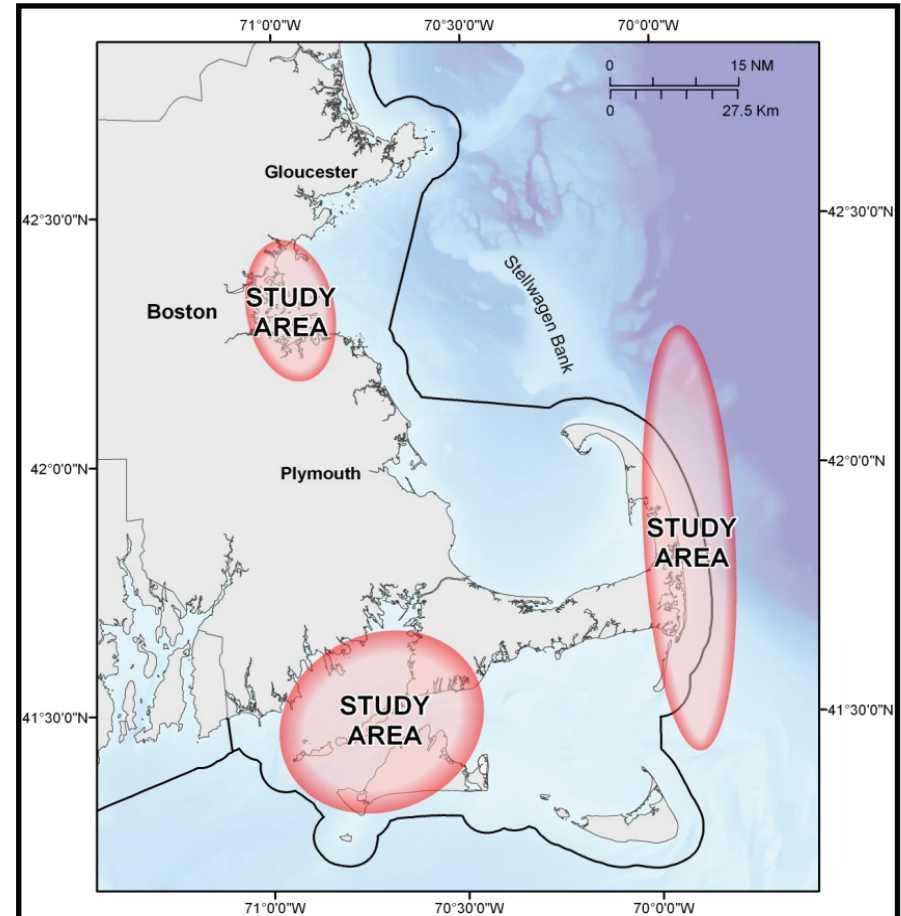 71°0'0"W 70°30'0"W 70°0'0"W
0 15 NM
0 27.5 Km
Gloucester
42°30'0"N 42°30'0"N
Stellwagen Bank
Boston
STUDY
AREA
42°0'0"N 42°0'0"N
Plymouth
STUDY
AREA
STUDY
AREA
41°30'0"N 41°30'0"N
71°0'0"W 70°30'0"W 70°0'0"W